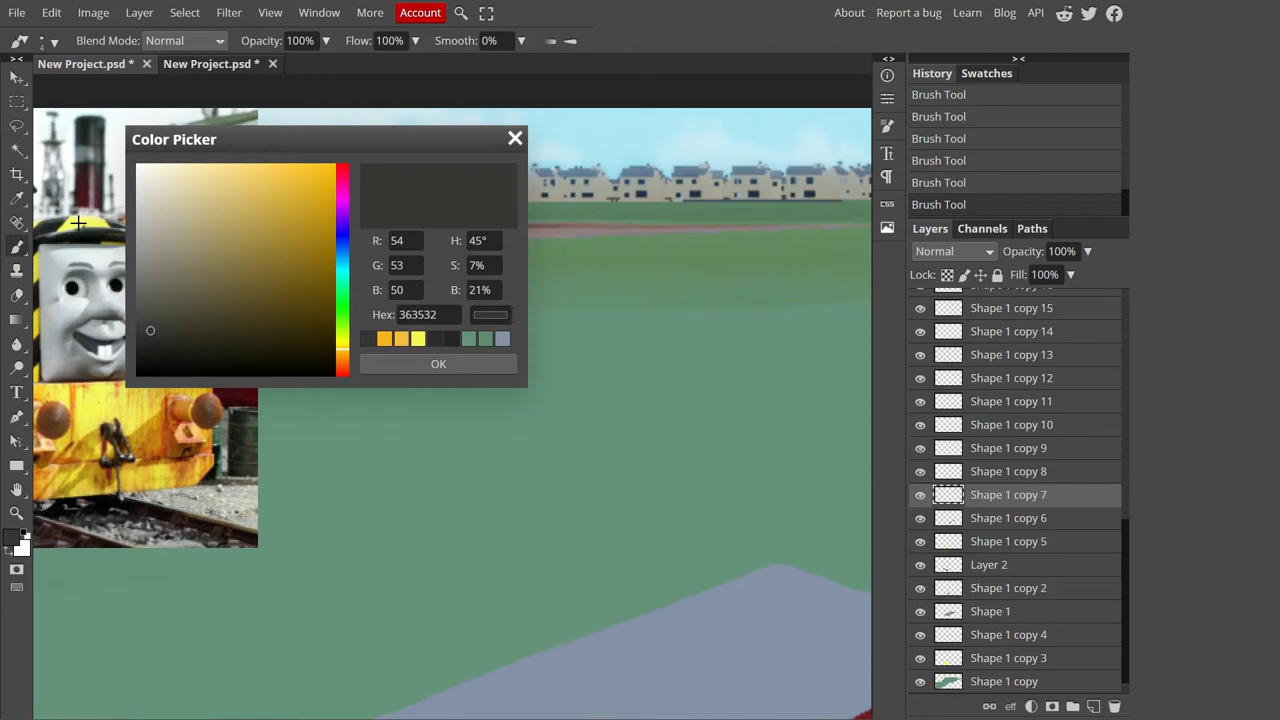 File Edit Image Layer Select Filter View Window More Account About Report a bug Learn Blog API
4 Blend Mode: Normal Opacity: 100% Flow: 100% Smooth: 0%
> < New Project.psd * New Project.psd * < > > <
History Swatches
Brush Tool
Brush Tool
Brush Tool
Brush Tool
Brush Tool
Brush Tool
Color Picker
R: 54 H: 45°
G: 53 S: 7%
B: 50 B: 21%
Hex: 363532
OK
CSS
Layers Channels Paths
Normal Opacity: 100%
Lock: Fill: 100%
Shape 1 copy 15
Shape 1 copy 14
Shape 1 copy 13
Shape 1 copy 12
Shape 1 copy 11
Shape 1 copy 10
Shape 1 copy 9
Shape 1 copy 8
Shape 1 copy 7
Shape 1 copy 6
Shape 1 copy 5
Layer 2
Shape 1 copy 2
Shape 1
Shape 1 copy 4
Shape 1 copy 3
Shape 1 copy
eff